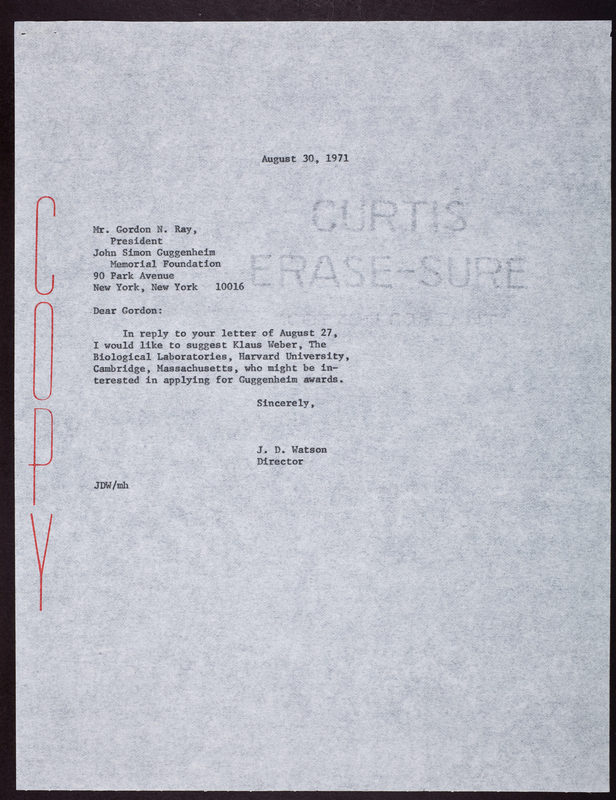 August 30, 1971
CURTIS
ERASE-SURE
COPY
Mr. Gordon N. Ray,
President
John Simon Guggenheim
Memorial Foundation
90 Park Avenue
New York, New York 10016
Dear Gordon:
In reply to your letter of August 27,
I would like to suggest Klaus Weber, The
Biological Laboratories, Harvard University,
Cambridge, Massachusetts, who might be in-
terested in applying for Guggenheim awards.
Sincerely,
J. D. Watson
Director
JDW/mh